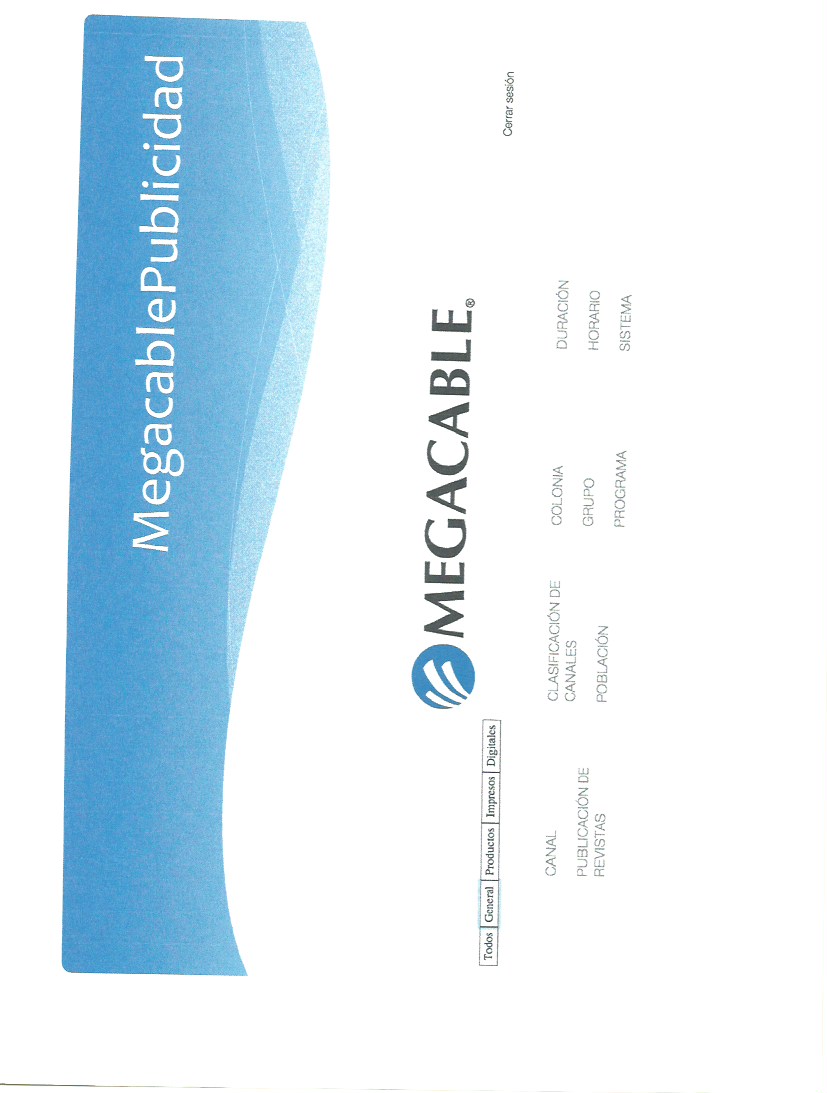 MegacablePublicidad
MEGACABLE®
Cerrar sesión
Todos General Productos Impresos Digitales
CANAL
CLASIFICACIÓN DE
CANALES
COLONIA
DURACIÓN
PUBLICACIÓN DE
REVISTAS
POBLACIÓN
GRUPO
HORARIO
PROGRAMA
SISTEMA